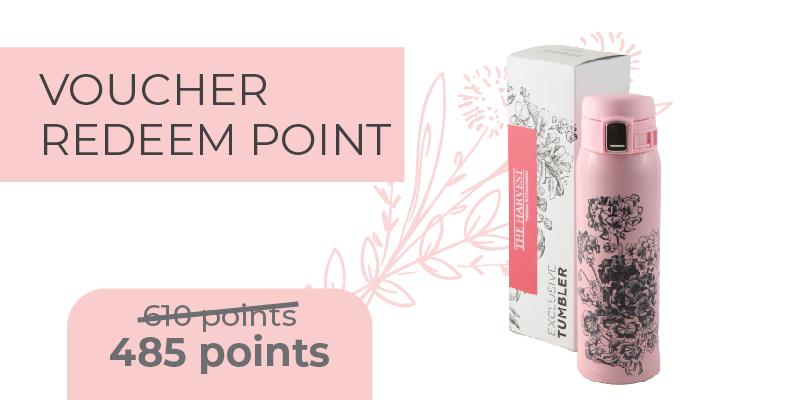 VOUCHER
REDEEM POINT
610 points
485 points
THE HARVEST
EXCLUSIVE
TUMBLER